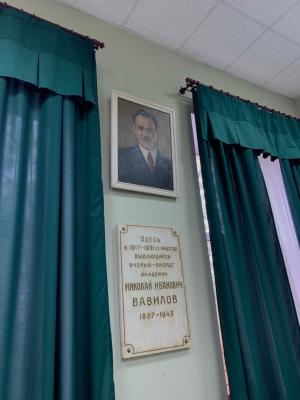 ЗДЕСЬ
в 1917-1921 гг. РАБОТАЛ
ВЫДАЮЩИЙСЯ
УЧЕНЫЙ-БИОЛОГ
АКАДЕМИК
НИКОЛАЙ ИВАНОВИЧ
ВАВИЛОВ
1887-1943